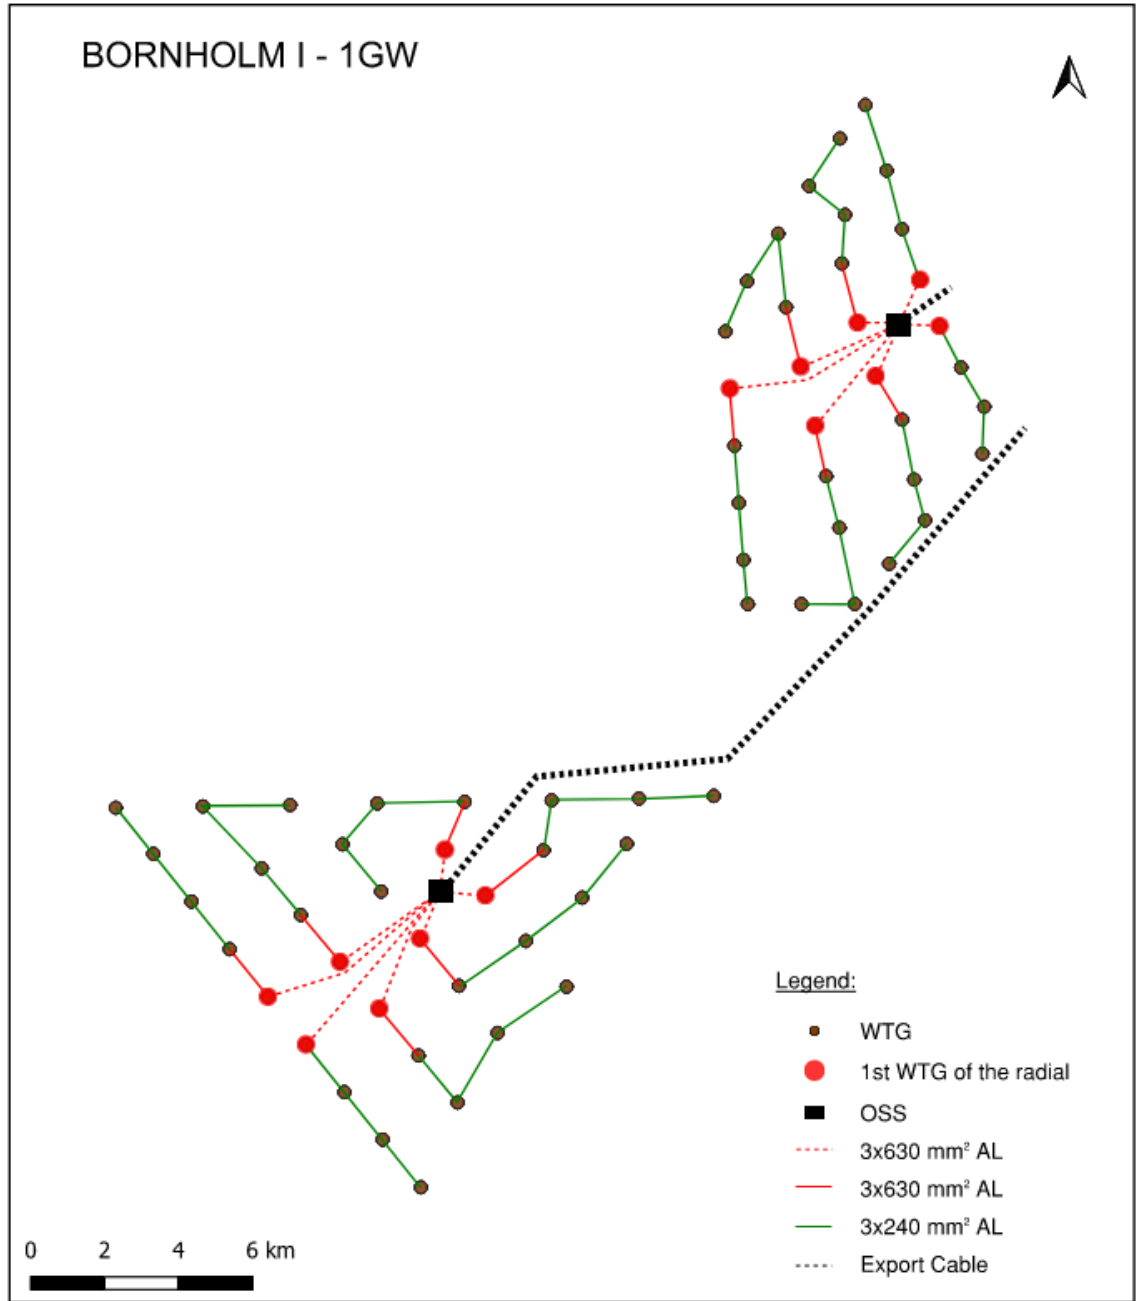 BORNHOLM I - 1GW
Legend:
WTG
1st WTG of the radial
OSS
3x630 mm² AL
3x630 mm² AL
3x240 mm² AL
Export Cable
0 2 4 6 km